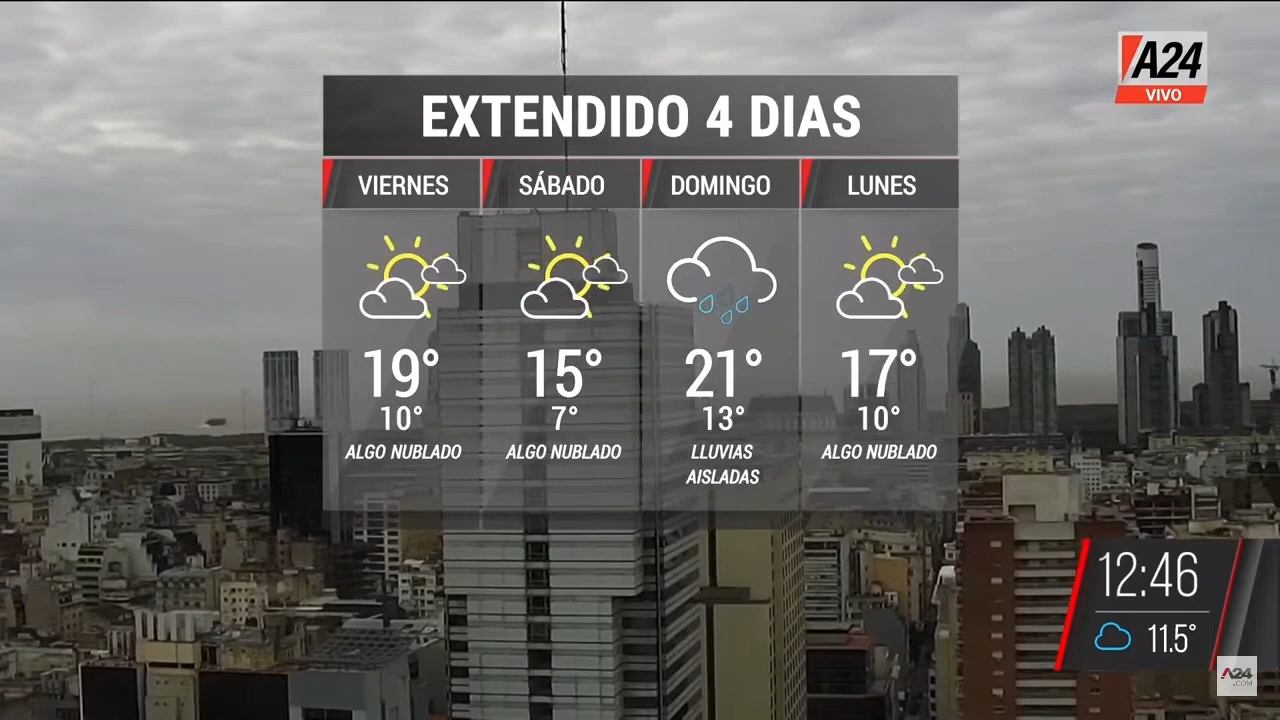 A24
VIVO
EXTENDIDO 4 DIAS
VIERNES
SÁBADO
DOMINGO
LUNES
19°
15°
21°
17°
10°
7°
13°
10°
ALGO NUBLADO
ALGO NUBLADO
LLUVIAS
AISLADAS
ALGO NUBLADO
12:46
11.5°
A24
.COM